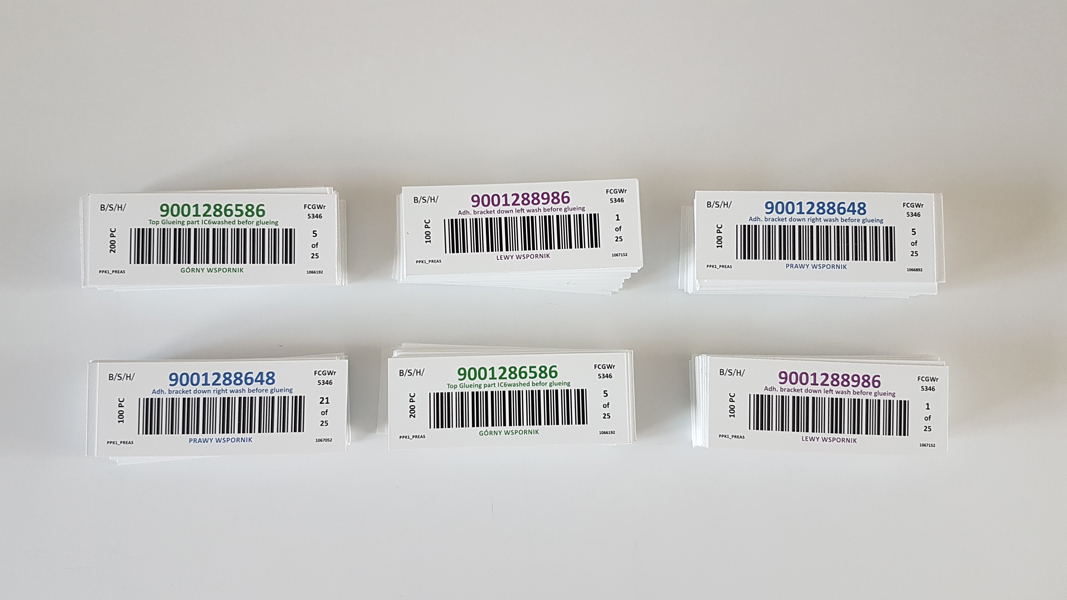 B/S/H/
9001286586
FCGWr
5346
Top Glueing part IC6washed befor glueing
200 PC
5
of
25
PPK1_PREAS
GÓRNY WSPORNIK
1066192
B/S/H/
9001288986
FCGWr
5346
Adh. bracket down left wash before glueing
100 PC
1
of
25
PPK1_PREAS
LEWY WSPORNIK
1067152
B/S/H/
9001288648
FCGWr
5346
Adh. bracket down right wash before glueing
100 PC
5
of
25
PPK1_PREAS
PRAWY WSPORNIK
B/S/H/
9001288648
FCGWr
5346
Adh. bracket down right wash before glueing
100 PC
21
of
25
PPK1_PREAS
PRAWY WSPORNIK
1067052
B/S/H/
9001286586
FCGWr
5346
Top Glueing part IC6washed befor glueing
200 PC
5
of
25
PPK1_PREAS
GÓRNY WSPORNIK
1066192
B/S/H/
9001288986
FCGWr
5346
Adh. bracket down left wash before glueing
100 PC
1
of
25
PPK1_PREAS
LEWY WSPORNIK
1067152